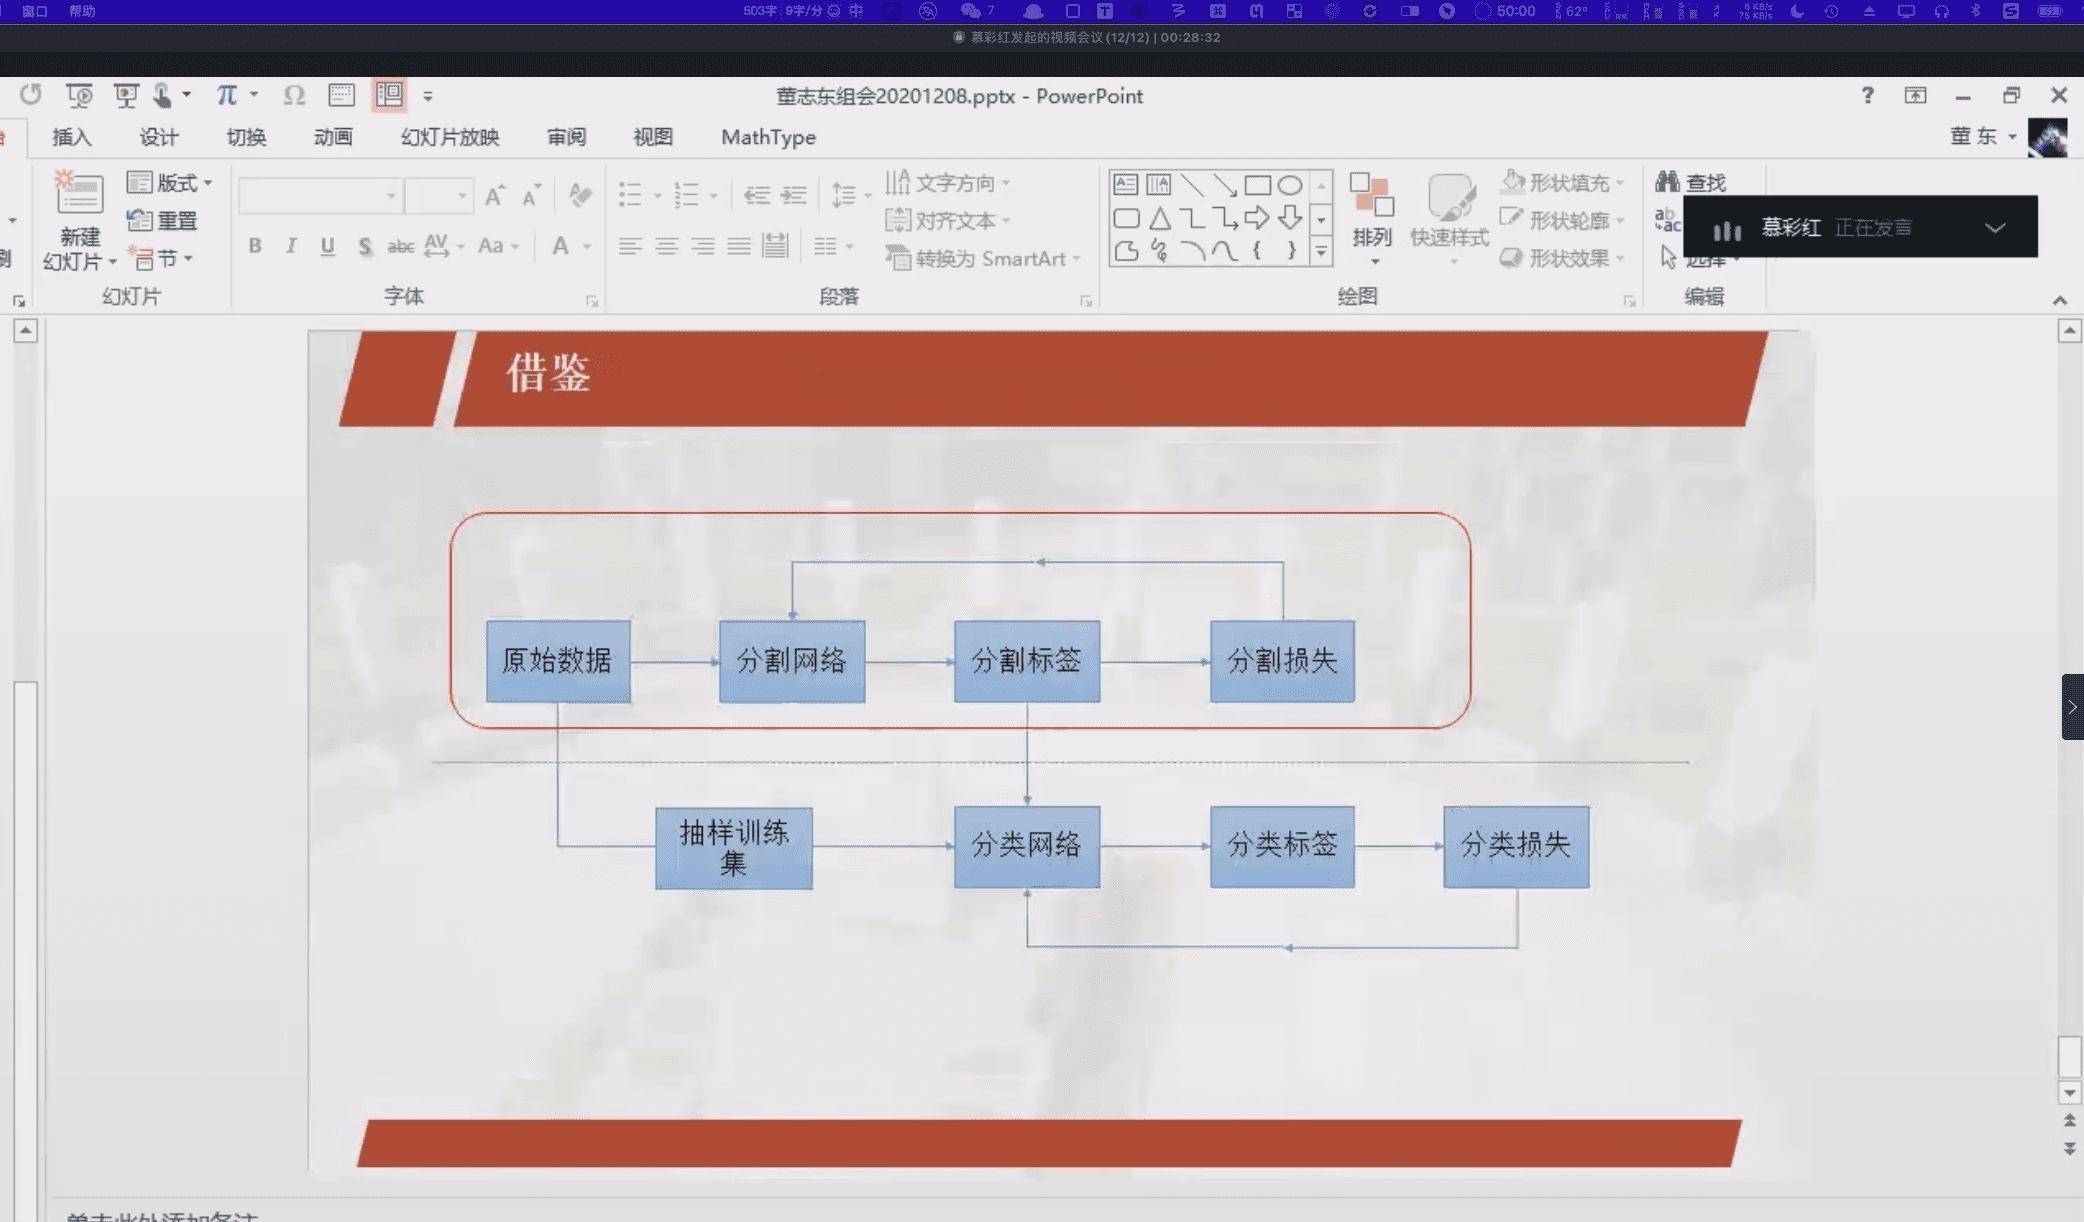 窗口 帮助 503字 9字/分 7 50:00 62° 6 KB/s 75 KB/s
慕彩红发起的视频会议 (12/12) | 00:28:32
董志东组会20201208.pptx - PowerPoint
插入 设计 切换 动画 幻灯片放映 审阅 视图 MathType 董 东
新建
幻灯片
版式
重置
节
幻灯片
B I U S abc AV Aa A
字体
文字方向
对齐文本
转换为 SmartArt
段落
排列
快速样式
形状填充
形状轮廓
形状效果
绘图
查找
选择
编辑
慕彩红 正在发言
借鉴
原始数据 分割网络 分割标签 分割损失
抽样训练
集
分类网络 分类标签 分类损失
单击此处添加备注